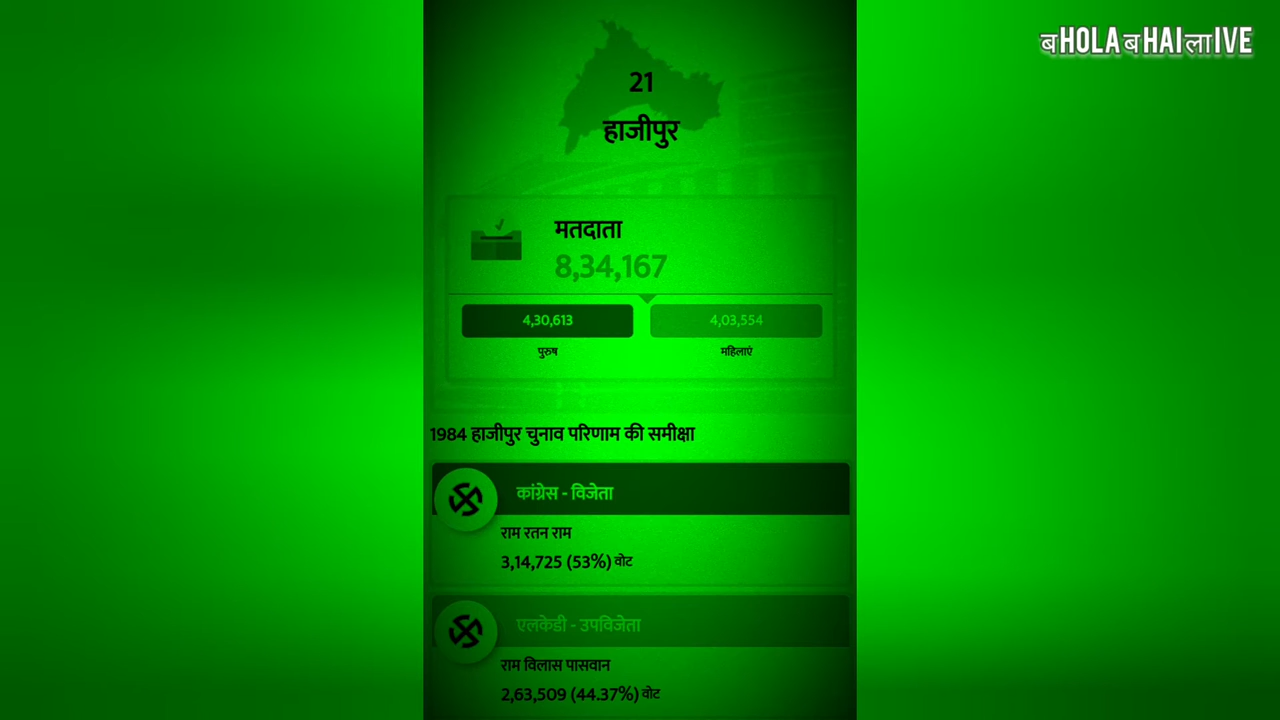 बHOLAबHAIलाIVE
21
हाजीपुर
मतदाता
8,34,167
4,30,613
4,03,554
पुरुष
महिलाएं
1984 हाजीपुर चुनाव परिणाम की समीक्षा
कांग्रेस - विजेता
राम रतन राम
3,14,725 (53%) वोट
एलकेडी - उपविजेता
राम विलास पासवान
2,63,509 (44.37%) वोट